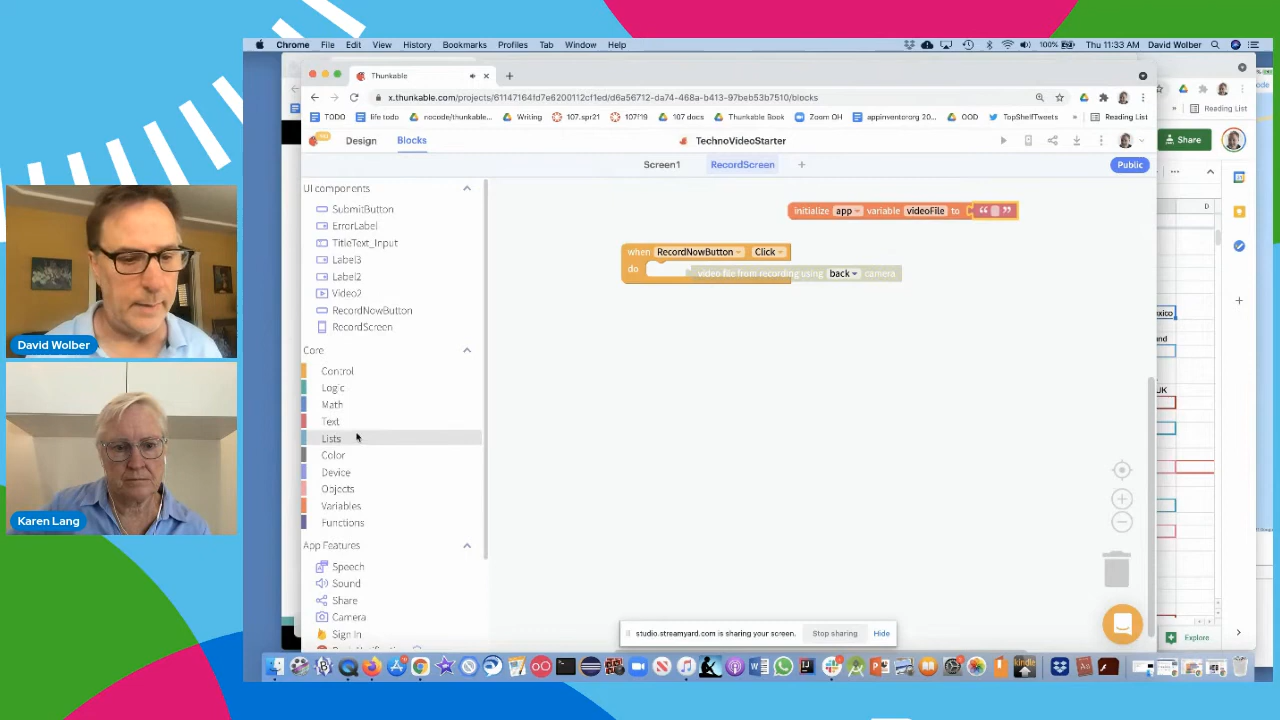 Chrome File Edit View History Bookmarks Profiles Tab Window Help 100% Thu 11:33 AM David Wolber
Thunkable
x.thunkable.com/projects/61147164fd7e6200112cf1ed/d6a56712-da74-468a-b413-97beb53b7510/blocks
TODO life todo nocode/thunkable... Writing 107.spr21 107f19 107 docs Thunkable Book Zoom OH appinventororg 20... OOD TopShelfTweets » Reading List
Reading List
Design Blocks TechnoVideoStarter
Share
Screen1 RecordScreen + Public
UI components
SubmitButton
ErrorLabel
TitleText_Input
Label3
Label2
Video2
RecordNowButton
RecordScreen
Core
Control
Logic
Math
Text
Lists
Color
Device
Objects
Variables
Functions
App Features
Speech
Sound
Share
Camera
Sign In
initialize app variable videoFile to “ ”
when RecordNowButton Click
do
video file from recording using back camera
D
UK
Explore
studio.streamyard.com is sharing your screen. Stop sharing Hide
David Wolber
Karen Lang
kindle